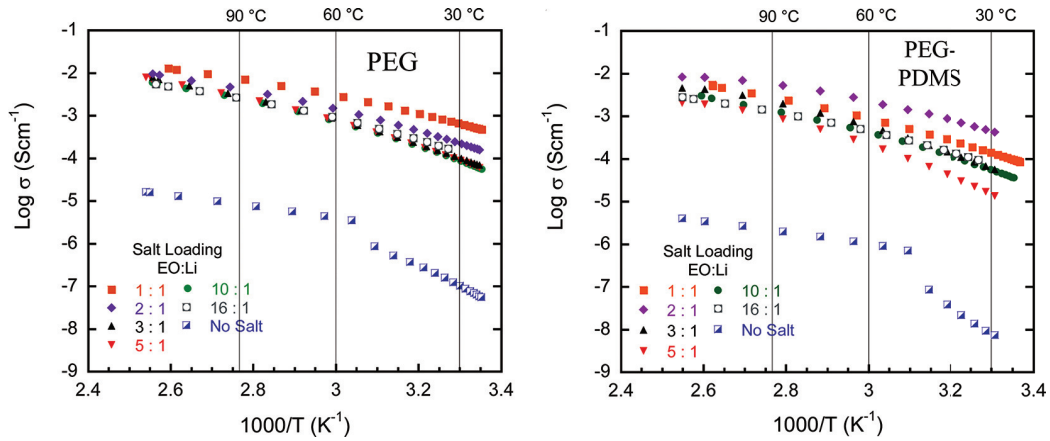 90 °C 60 °C 30 °C
-1
-2
-3
-4
-5
-6
-7
-8
-9
Log σ (Scm⁻¹)
PEG
Salt Loading
EO:Li
1 : 1 10 : 1
2 : 1 16 : 1
3 : 1 No Salt
5 : 1
2.4 2.6 2.8 3 3.2 3.4
1000/T (K⁻¹)
90 °C 60 °C 30 °C
-1
-2
-3
-4
-5
-6
-7
-8
-9
Log σ (Scm⁻¹)
PEG-
PDMS
Salt Loading
EO:Li
1 : 1 10 : 1
2 : 1 16 : 1
3 : 1 No Salt
5 : 1
2.4 2.6 2.8 3 3.2 3.4
1000/T (K⁻¹)